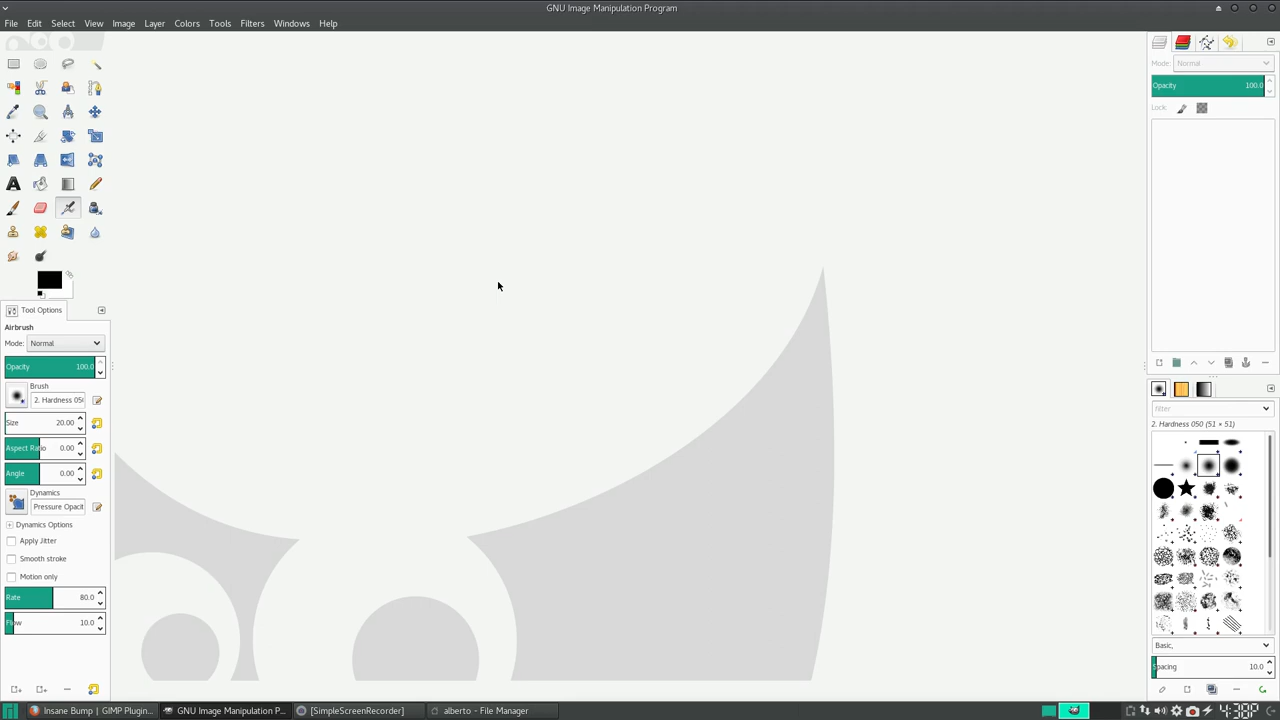 GNU Image Manipulation Program
File Edit Select View Image Layer Colors Tools Filters Windows Help
Mode: Normal
Opacity 100.0
Lock:
Tool Options
Airbrush
Mode: Normal
Opacity 100.0
Brush
2. Hardness 05
Size 20.00
Aspect Ratio 0.00
Angle 0.00
Dynamics
Pressure Opacit
Dynamics Options
Apply Jitter
Smooth stroke
Motion only
Rate 80.0
Flow 10.0
filter
2. Hardness 050 (51 × 51)
Basic,
Spacing 10.0
Insane Bump | GIMP Plugin... GNU Image Manipulation P... [SimpleScreenRecorder] alberto - File Manager